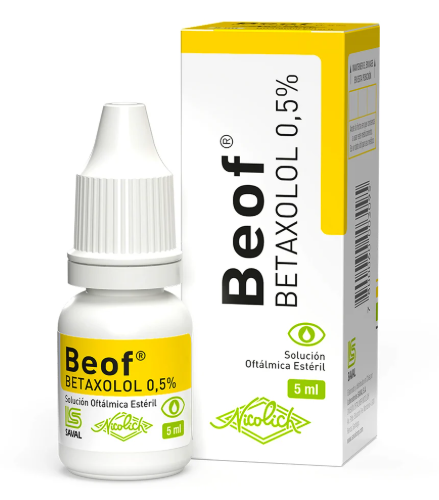 Beof®
BETAXOLOL 0,5%
Solución Oftálmica Estéril
LS
SAVAL
Nicolich
5 ml
Beof®
BETAXOLOL 0,5%
Solución
Oftálmica Estéril
5 ml
Nicolich